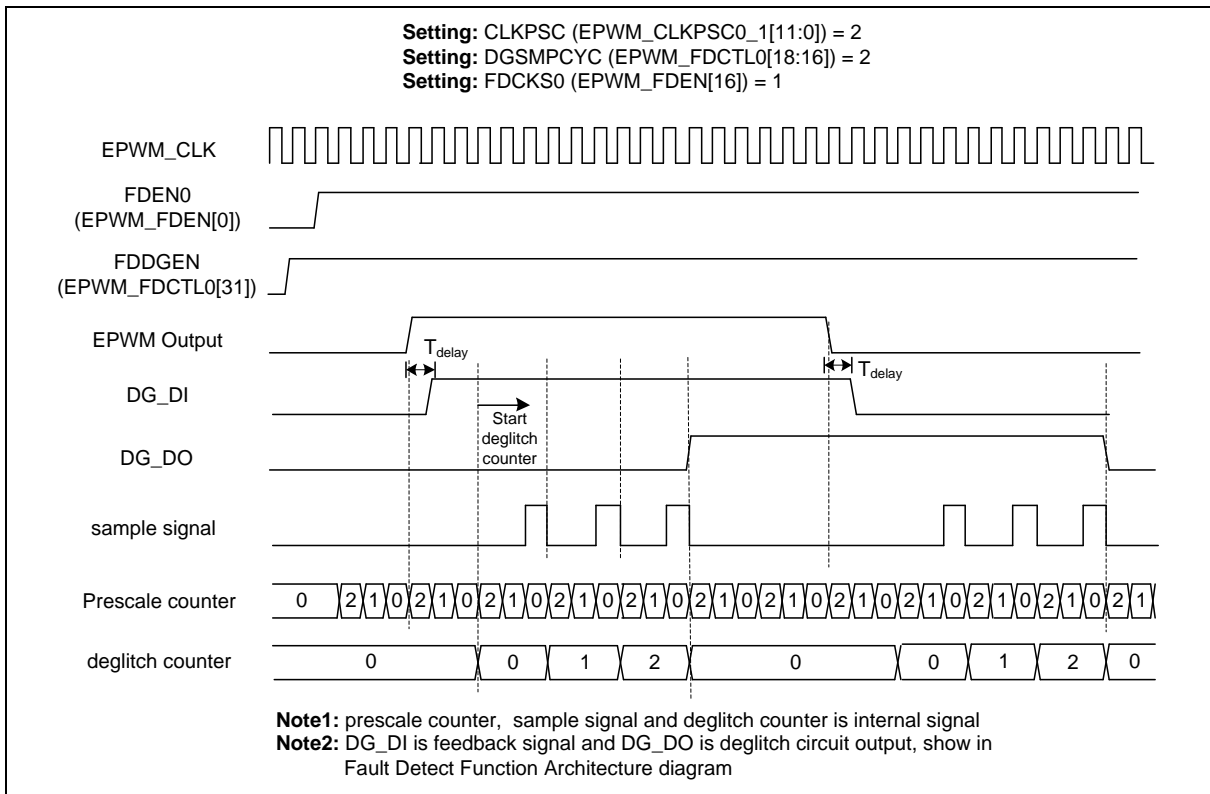 Setting: CLKPSC (EPWM_CLKPSC0_1[11:0]) = 2
Setting: DGSMPCYC (EPWM_FDCTL0[18:16]) = 2
Setting: FDCKS0 (EPWM_FDEN[16]) = 1
EPWM_CLK
FDEN0
(EPWM_FDEN[0])
FDDGEN
(EPWM_FDCTL0[31])
EPWM Output
Tdelay
Tdelay
DG_DI
Start
deglitch
counter
DG_DO
sample signal
Prescale counter
0 2 1 0 2 1 0 2 1 0 2 1 0 2 1 0 2 1 0 2 1 0 2 1 0 2 1 0 2 1 0 2 1 0 2 1
deglitch counter
0 0 1 2 0 0 1 2 0
Note1: prescale counter, sample signal and deglitch counter is internal signal
Note2: DG_DI is feedback signal and DG_DO is deglitch circuit output, show in
Fault Detect Function Architecture diagram